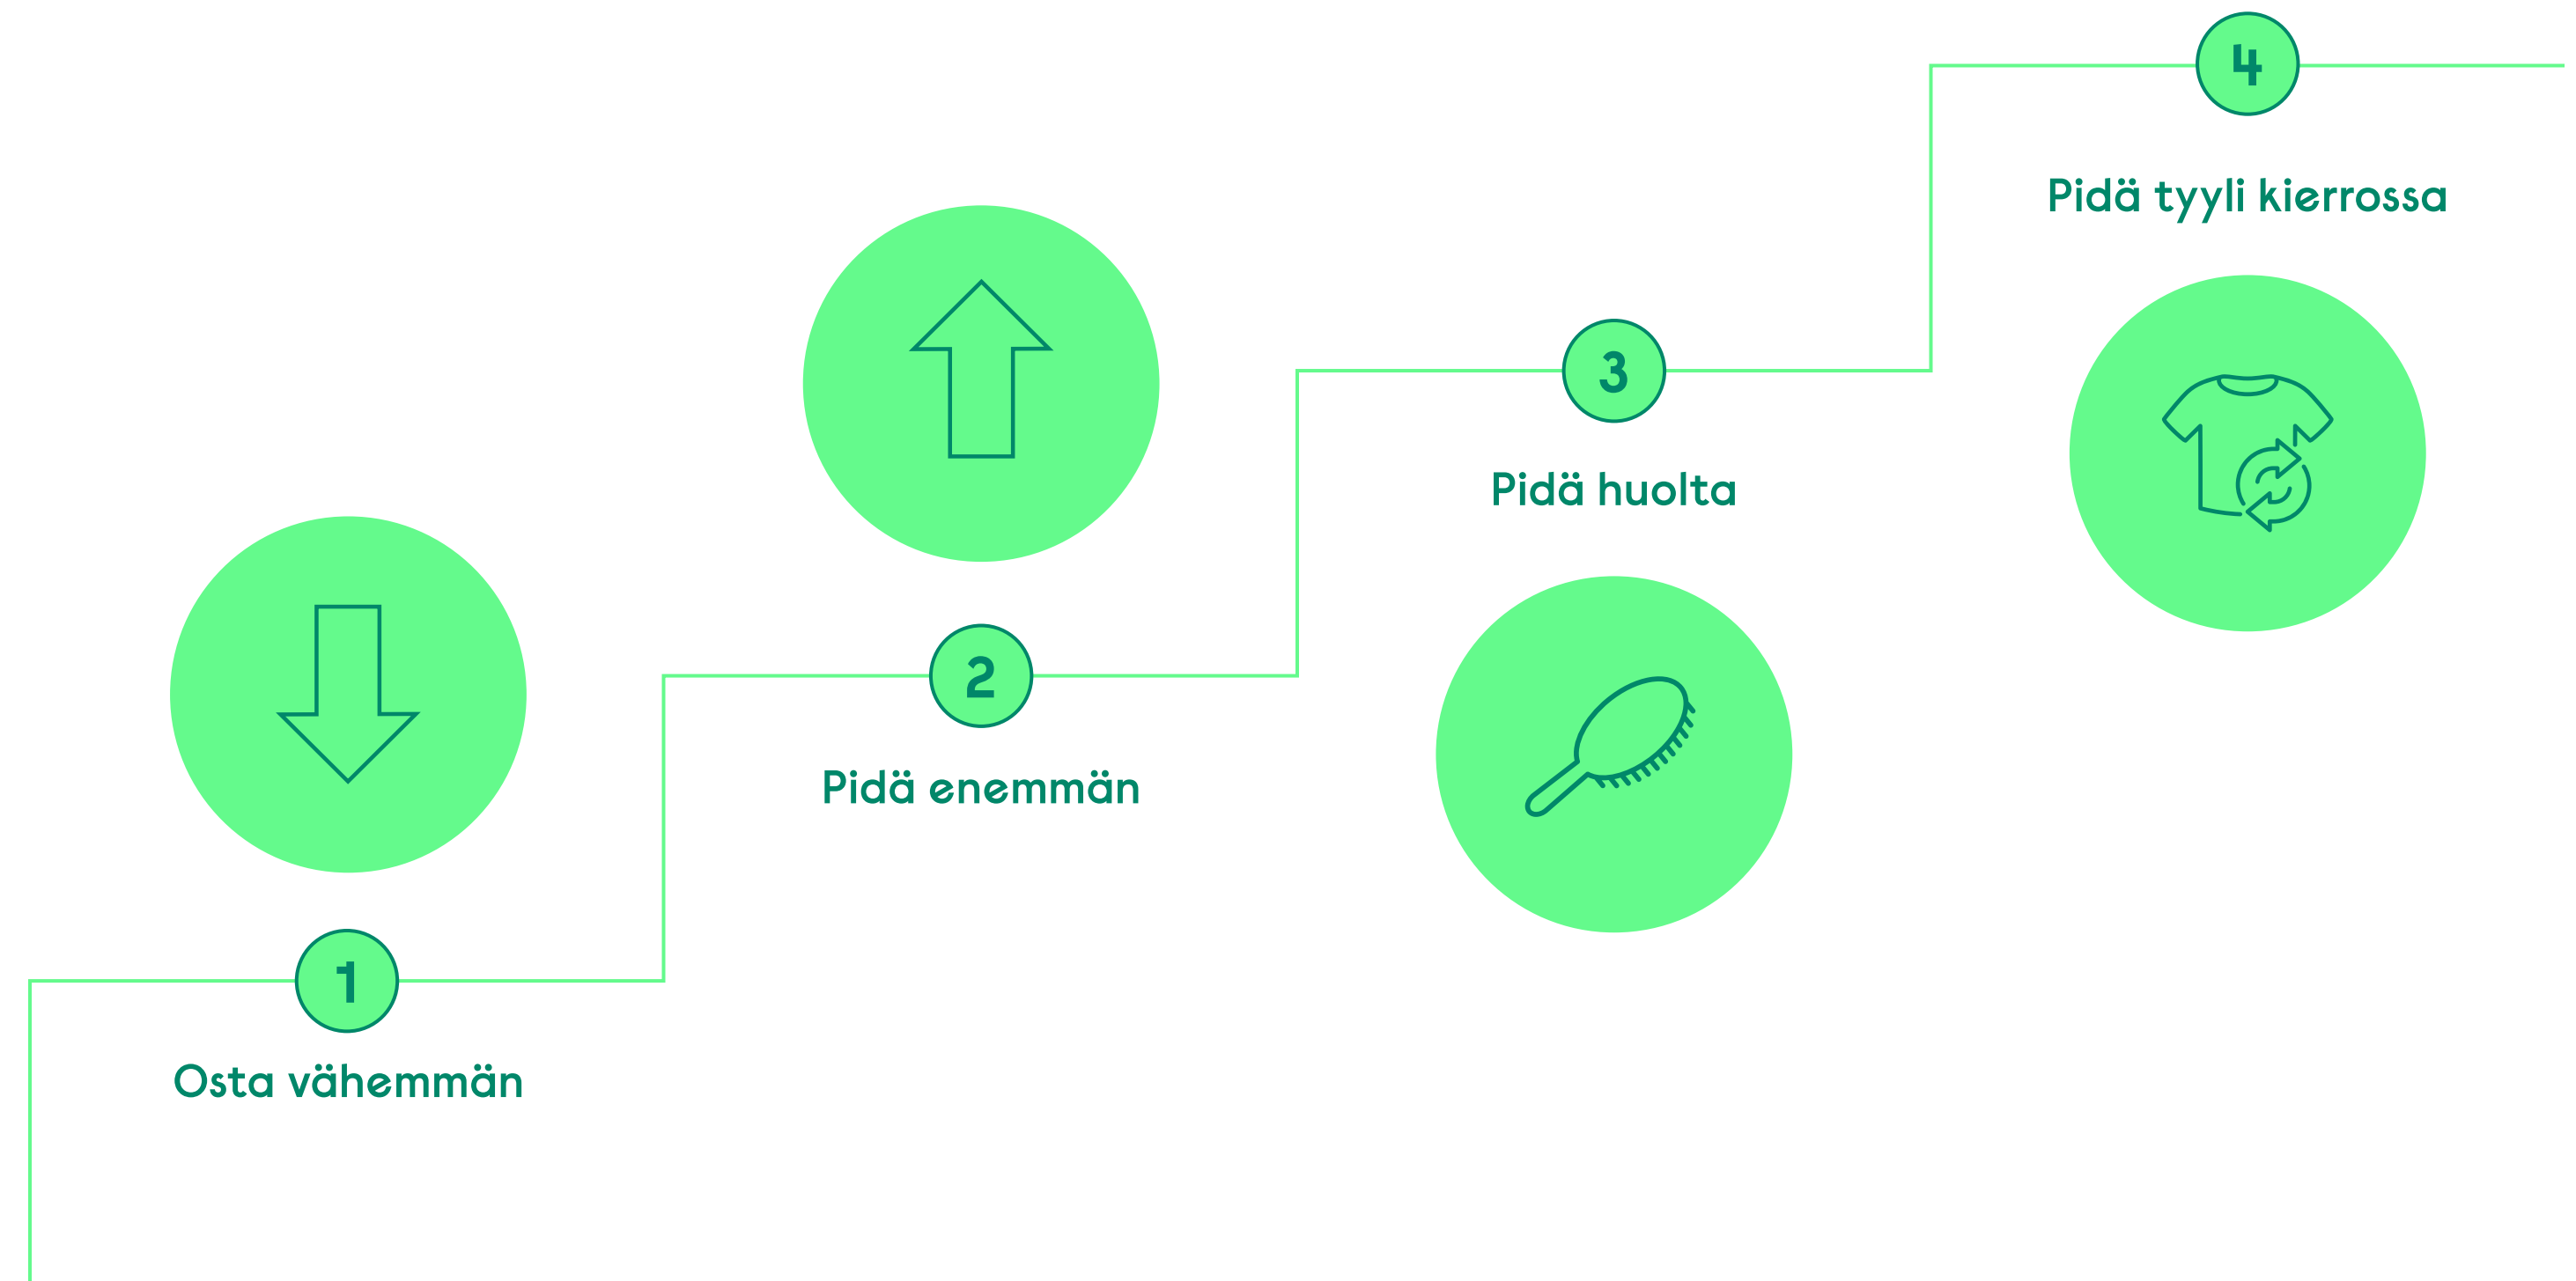 1
Osta vähemmän
2
Pidä enemmän
3
Pidä huolta
4
Pidä tyyli kierrossa